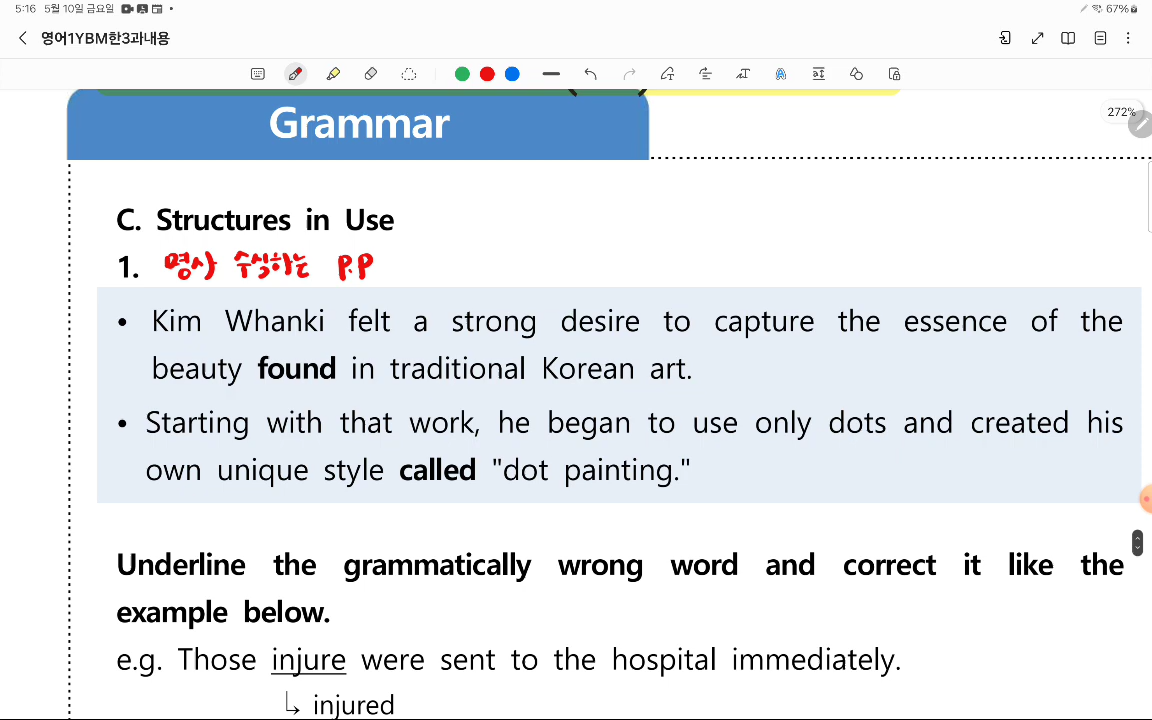 5:16 5월 10일 금요일 67%
영어1YBM한3과내용
272%
Grammar
C. Structures in Use
1. 명사 수식하는 P.P
• Kim Whanki felt a strong desire to capture the essence of the
beauty found in traditional Korean art.
• Starting with that work, he began to use only dots and created his
own unique style called "dot painting."
Underline the grammatically wrong word and correct it like the
example below.
e.g. Those injure were sent to the hospital immediately.
↳ injured